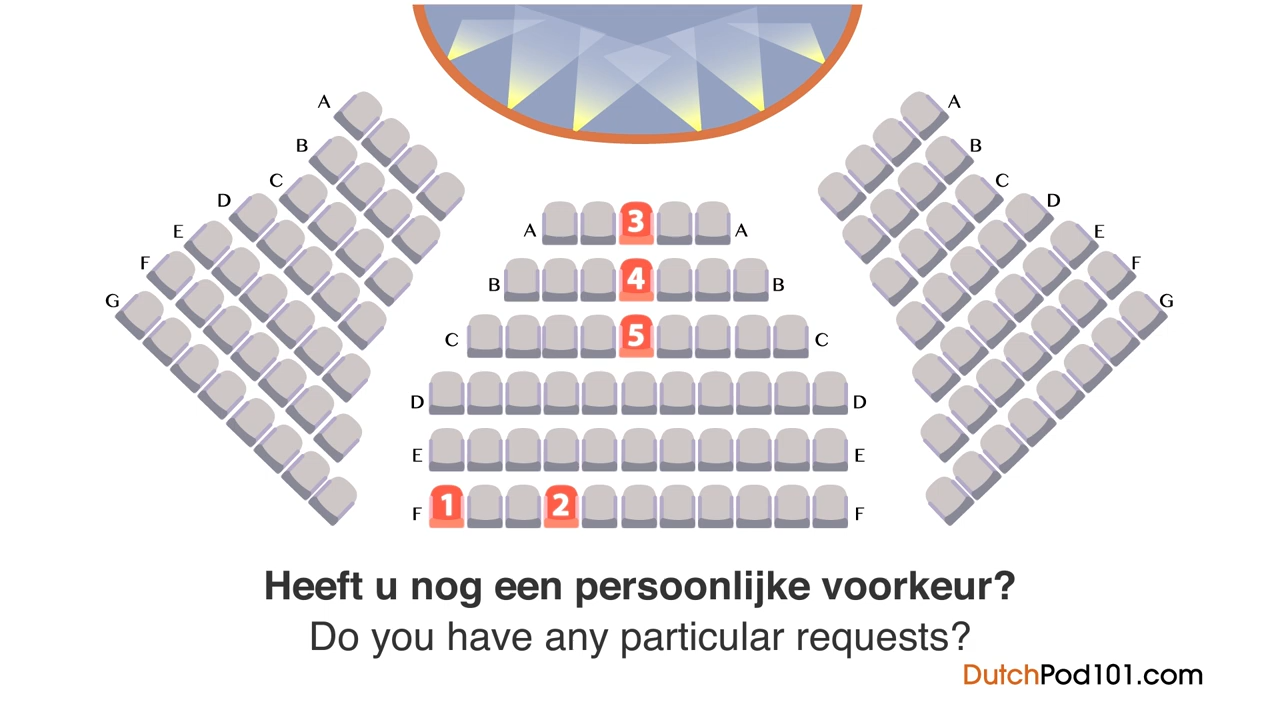 A
B
C
D
E
F
G
A
B
C
D
E
F
G
A 3 A
B 4 B
C 5 C
D D
E E
F 1 2 F
Heeft u nog een persoonlijke voorkeur?
Do you have any particular requests?
DutchPod101.com